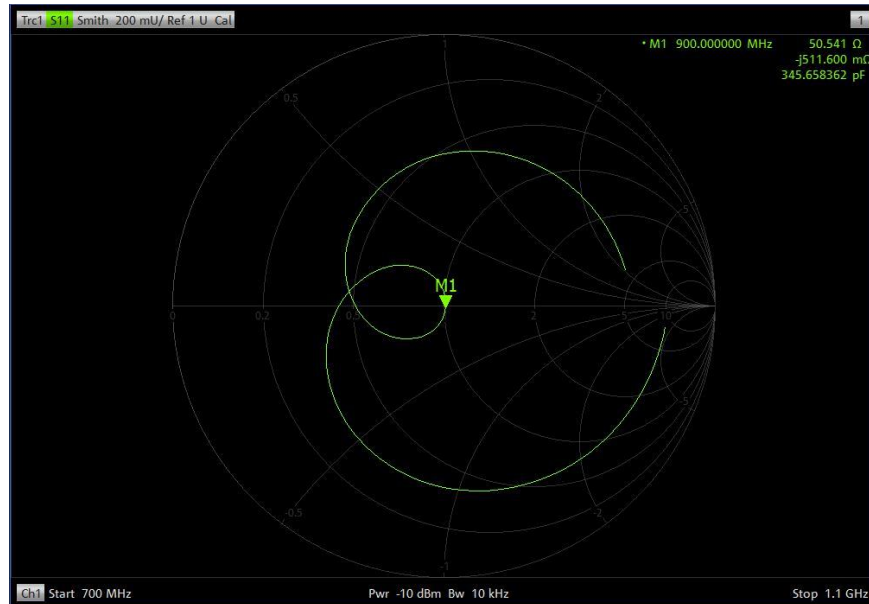 Trc1 S11 Smith 200 mU/ Ref 1 U Cal
1
• M1 900.000000 MHz 50.541 Ω
-j511.600 mΩ
345.658362 pF
1
0.5
2
5
M1
0
0.2
0.5
2
5
10
-5
-0.5
-2
-1
Ch1 Start 700 MHz
Pwr -10 dBm Bw 10 kHz
Stop 1.1 GHz